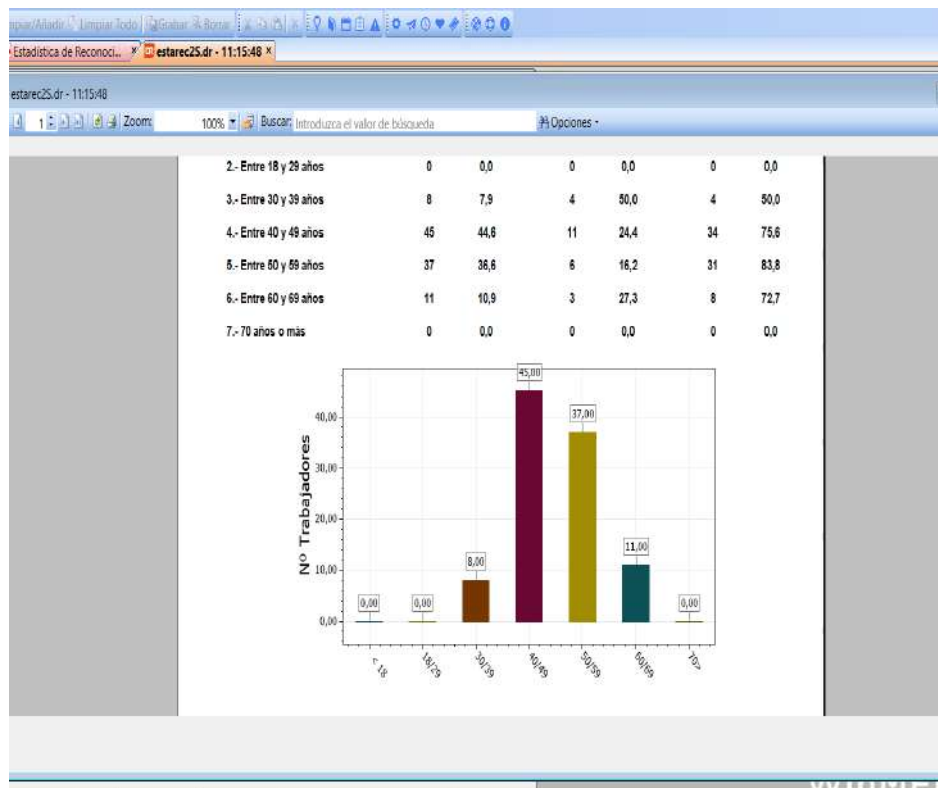 Limpiar/Añadir Limpiar Todo Grabar Borrar
Estadística de Reconoci... estarec2S.dr - 11:15:48
estarec2S.dr - 11:15:48
1 Zoom: 100% Buscar: Introduzca el valor de búsqueda Opciones
2.- Entre 18 y 29 años 0 0,0 0 0,0 0 0,0
3.- Entre 30 y 39 años 8 7,9 4 50,0 4 50,0
4.- Entre 40 y 49 años 45 44,6 11 24,4 34 75,6
5.- Entre 50 y 59 años 37 36,6 6 16,2 31 83,8
6.- Entre 60 y 69 años 11 10,9 3 27,3 8 72,7
7.- 70 años o más 0 0,0 0 0,0 0 0,0
45,00
40,00
37,00
30,00
Nº Trabajadores
20,00
11,00
10,00
8,00
0,00 0,00 0,00
0,00
< 18 18/29 30/39 40/49 50/59 60/69 70>